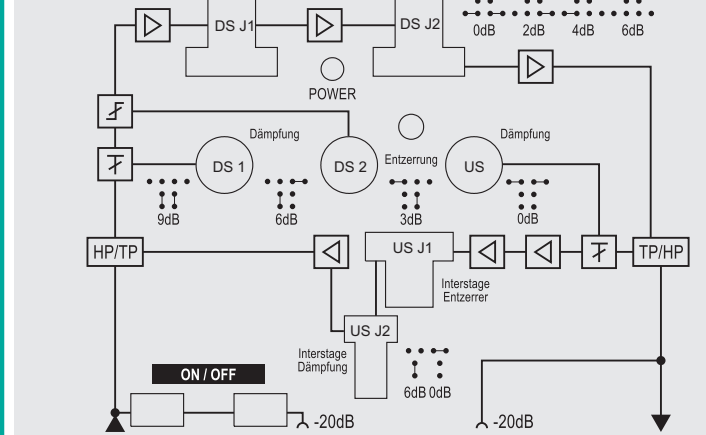 DS J1
DS J2
0dB 2dB 4dB 6dB
POWER
Dämpfung
Entzerrung
Dämpfung
DS 1
DS 2
US
9dB
6dB
3dB
0dB
HP/TP
US J1
TP/HP
Interstage
Entzerrer
US J2
Interstage
Dämpfung
6dB 0dB
ON / OFF
-20dB
-20dB